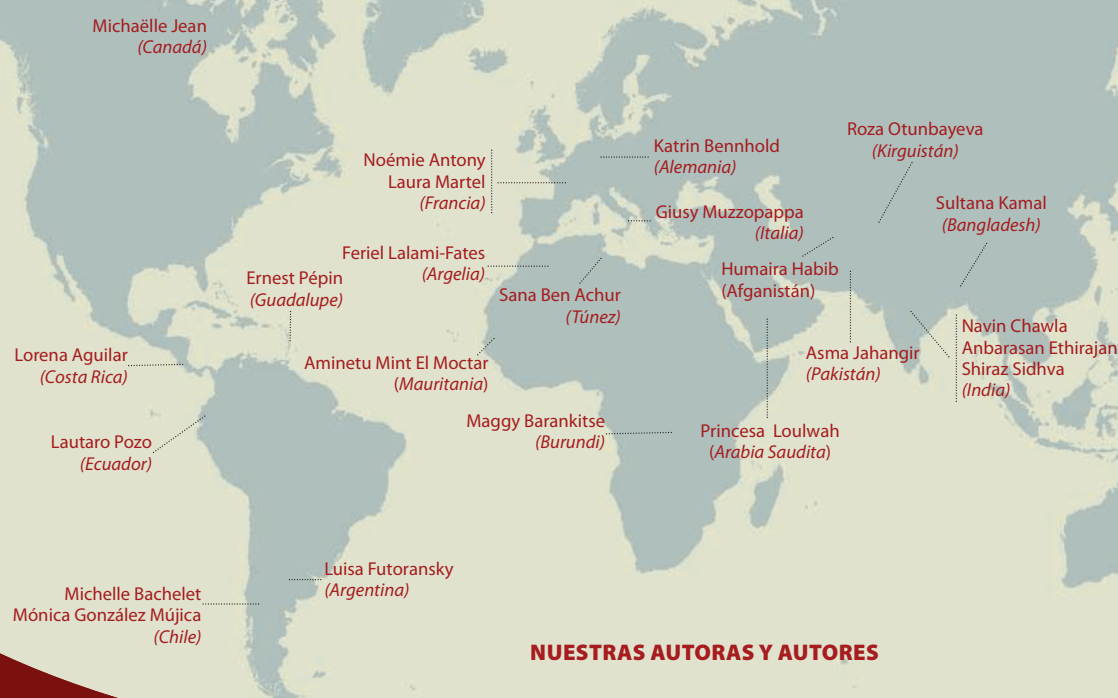 Michaëlle Jean
(Canadá)
Roza Otunbayeva
(Kirguistán)
Katrin Bennhold
(Alemania)
Noémie Antony
Laura Martel
(Francia)
Sultana Kamal
(Bangladesh)
Giusy Muzzopappa
(Italia)
Feriel Lalami-Fates
(Argelia)
Humaira Habib
(Afganistán)
Ernest Pépin
(Guadalupe)
Sana Ben Achur
(Túnez)
Navin Chawla
Anbarasan Ethirajan
Shiraz Sidhva
(India)
Lorena Aguilar
(Costa Rica)
Aminetu Mint El Moctar
(Mauritania)
Asma Jahangir
(Pakistán)
Maggy Barankitse
(Burundi)
Princesa Loulwah
(Arabia Saudita)
Lautaro Pozo
(Ecuador)
Luisa Futoransky
(Argentina)
Michelle Bachelet
Mónica González Mújica
(Chile)
NUESTRAS AUTORAS Y AUTORES